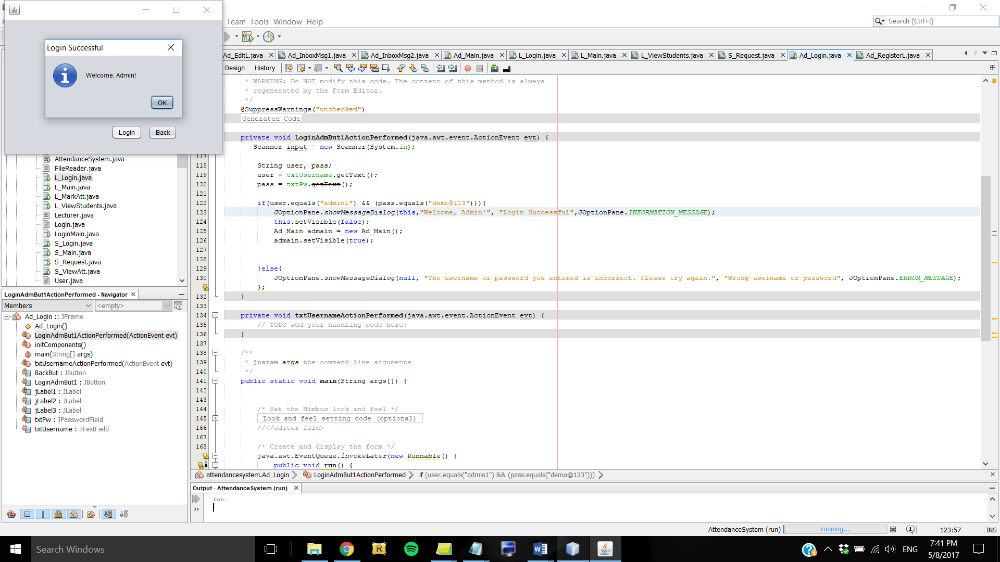 Login Successful
Welcome, Admin!
OK
Login
Back
Team Tools Window Help
Search (Ctrl+I)
Ad_EditL.java
Ad_InboxMsg1.java
Ad_InboxMsg2.java
Ad_Main.java
L_Login.java
L_Main.java
L_ViewStudents.java
S_Request.java
Ad_Login.java
Ad_RegisterL.java
Design History
* WARNING: Do NOT modify this code. The content of this method is always
* regenerated by the Form Editor.
*/
@SuppressWarnings("unchecked")
Generated Code
private void LoginAdmBut1ActionPerformed(java.awt.event.ActionEvent evt) {
Scanner input = new Scanner(System.in);
117
118 String user, pass;
119 user = txtUsername.getText();
120 pass = txtPw.getText();
121
122 if(user.equals("admin1") && (pass.equals("demo@123"))){
123 JOptionPane.showMessageDialog(this,"Welcome, Admin!", "Login Successful",JOptionPane.INFORMATION_MESSAGE);
124 this.setVisible(false);
125 Ad_Main admain = new Ad_Main();
126 admain.setVisible(true);
127
128
129 }else{
130 JOptionPane.showMessageDialog(null, "The username or password you entered is incorrect. Please try again.", "Wrong username or password", JOptionPane.ERROR_MESSAGE);
};
132 }
133
134 private void txtUsernameActionPerformed(java.awt.event.ActionEvent evt) {
135 // TODO add your handling code here:
136 }
137
138 /**
139 * @param args the command line arguments
140 */
141 public static void main(String args[]) {
142
143
144 /* Set the Nimbus look and feel */
145 Look and feel setting code (optional)
166 //</editor-fold>
167
168 /* Create and display the form */
java.awt.EventQueue.invokeLater(new Runnable() {
public void run() {
attendancesystem.Ad_Login
LoginAdmBut1ActionPerformed
if (user.equals("admin1") && (pass.equals("demo@123")))
AttendanceSystem.java
FileReader.java
L_Login.java
L_Main.java
L_MarkAtt.java
L_ViewStudents.java
Lecturer.java
Login.java
LoginMain.java
S_Login.java
S_Main.java
S_Request.java
S_ViewAtt.java
User.java
LoginAdmBut1ActionPerformed - Navigator
Members
<empty>
Ad_Login :: JFrame
Ad_Login()
LoginAdmBut1ActionPerformed(ActionEvent evt)
initComponents()
main(String[] args)
txtUsernameActionPerformed(ActionEvent evt)
BackBut : JButton
LoginAdmBut1 : JButton
jLabel1 : JLabel
jLabel2 : JLabel
jLabel3 : JLabel
txtPw : JPasswordField
txtUsername : JTextField
Output - AttendanceSystem (run)
run:
AttendanceSystem (run)
running...
123:57
INS
Search Windows
ENG
7:41 PM
5/8/2017